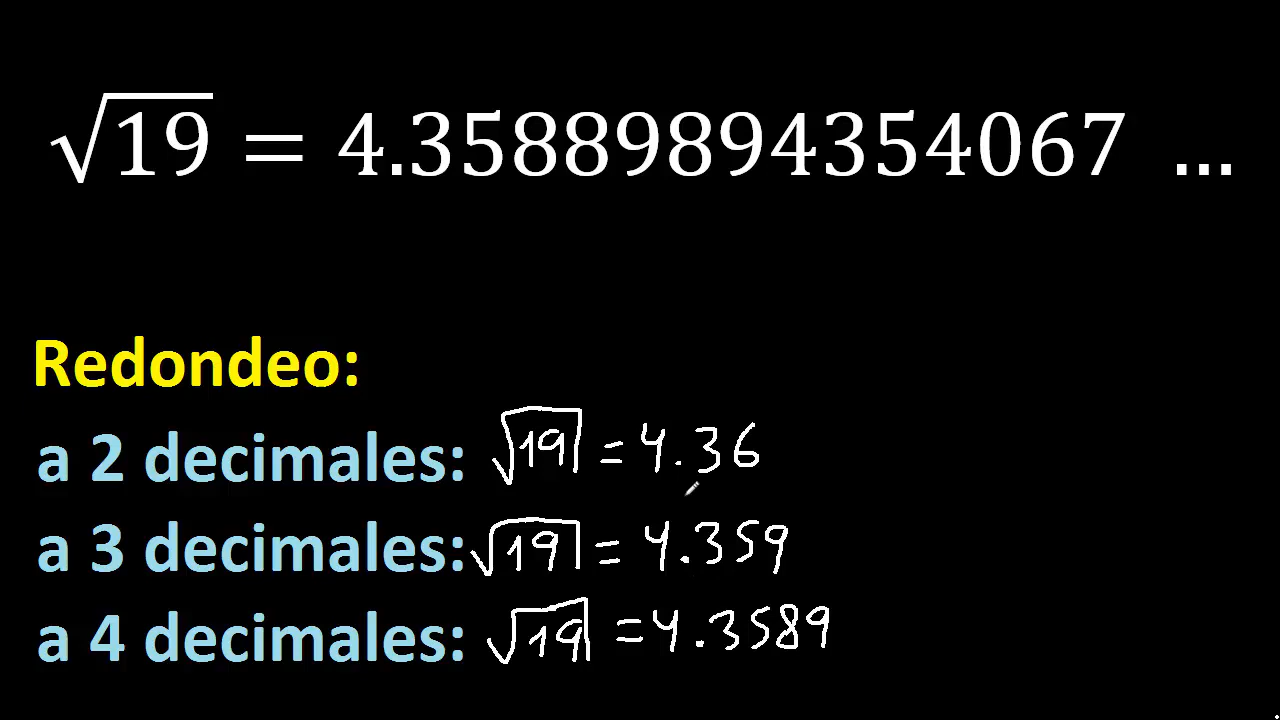 √19 = 4.35889894354067 ...
Redondeo:
a 2 decimales: √19 = 4.36
a 3 decimales: √19 = 4.359
a 4 decimales: √19 = 4.3589